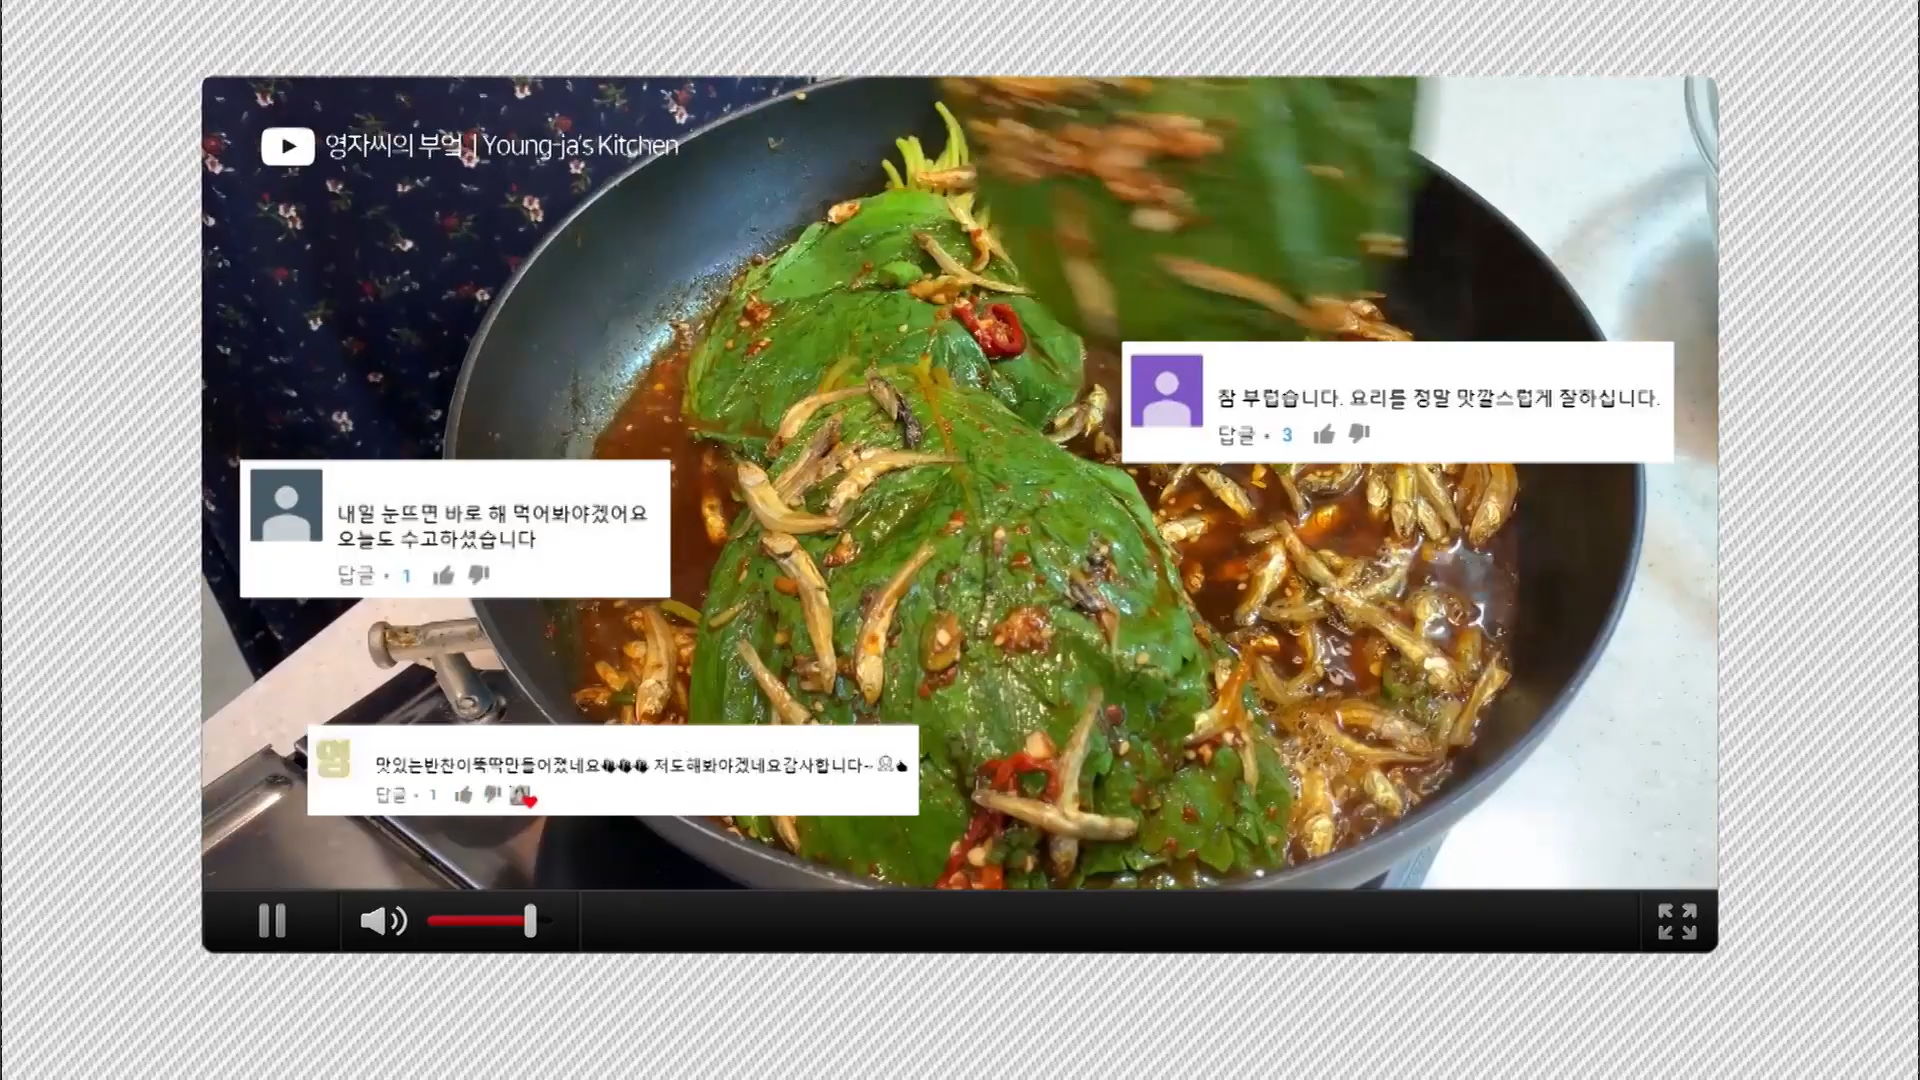 영자씨의 부엌 | Young-ja's Kitchen
참 부럽습니다. 요리를 정말 맛깔스럽게 잘하십니다.
답글 • 3
내일 눈뜨면 바로 해 먹어봐야겠어요
오늘도 수고하셨습니다
답글 • 1
영
맛있는반찬이뚝딱만들어졌네요 저도해봐야겠네요감사합니다~
답글 • 1